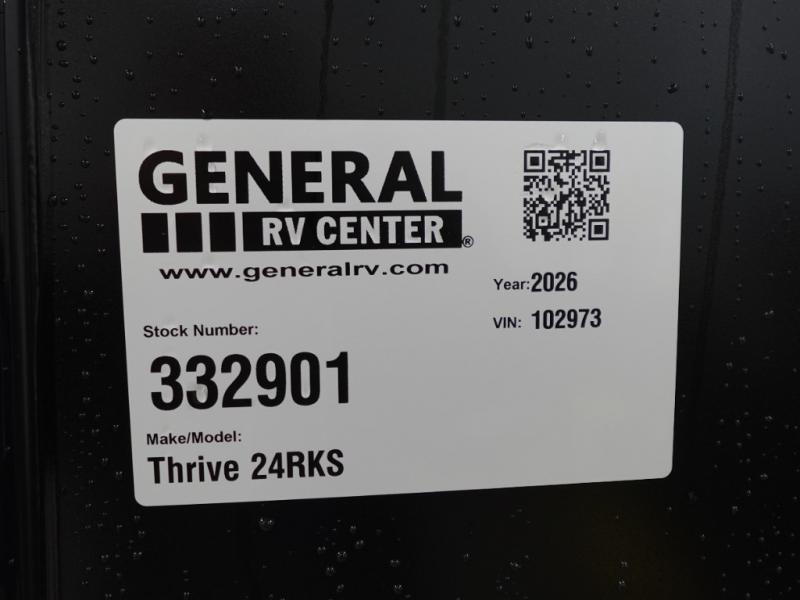 GENERAL
RV CENTER®
www.generalrv.com
Year: 2026
VIN: 102973
Stock Number:
332901
Make/Model:
Thrive 24RKS